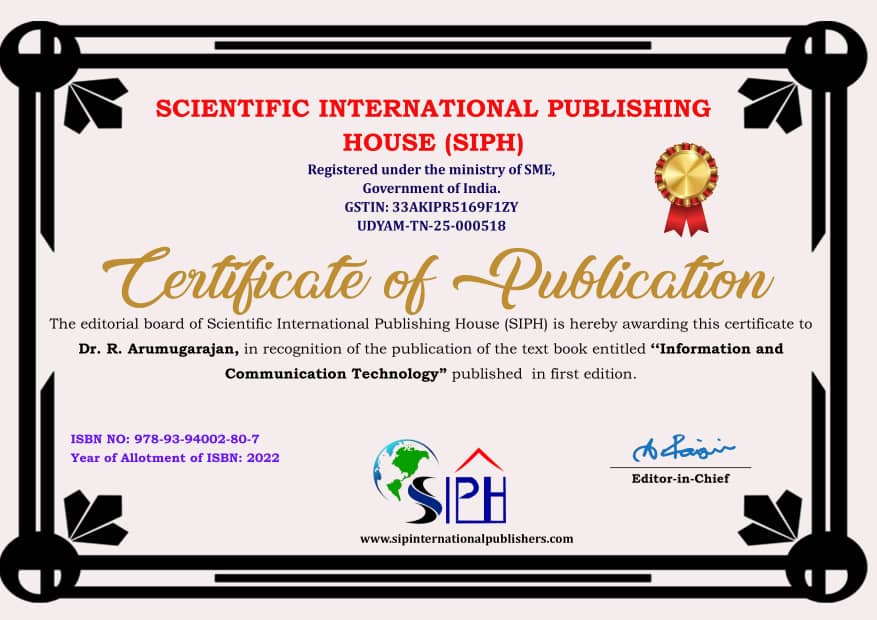 SCIENTIFIC INTERNATIONAL PUBLISHING
HOUSE (SIPH)
Registered under the ministry of SME,
Government of India.
GSTIN: 33AKIPR5169F1ZY
UDYAM-TN-25-000518
Certificate of Publication
The editorial board of Scientific International Publishing House (SIPH) is hereby awarding this certificate to
Dr. R. Arumugarajan, in recognition of the publication of the text book entitled “Information and
Communication Technology” published in first edition.
ISBN NO: 978-93-94002-80-7
Year of Allotment of ISBN: 2022
Editor-in-Chief
SIPH
www.sipinternationalpublishers.com